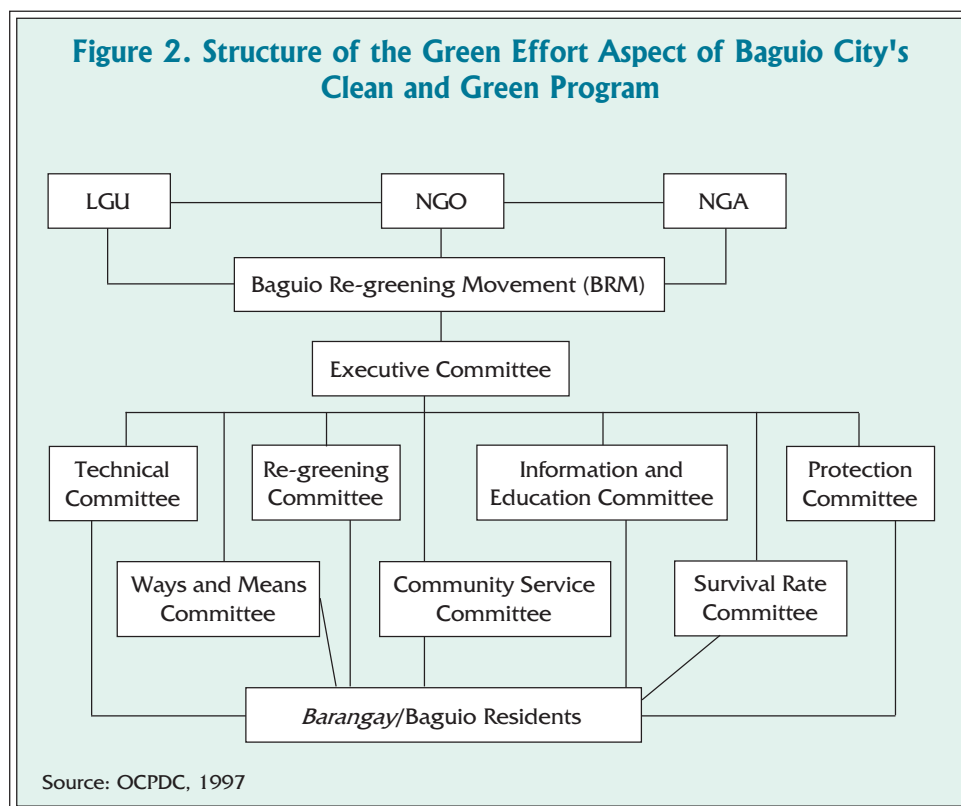 Figure 2. Structure of the Green Effort Aspect of Baguio City's
Clean and Green Program
LGU
NGO
NGA
Baguio Re-greening Movement (BRM)
Executive Committee
Technical
Committee
Re-greening
Committee
Information and
Education Committee
Protection
Committee
Ways and Means
Committee
Community Service
Committee
Survival Rate
Committee
Barangay/Baguio Residents
Source: OCPDC, 1997